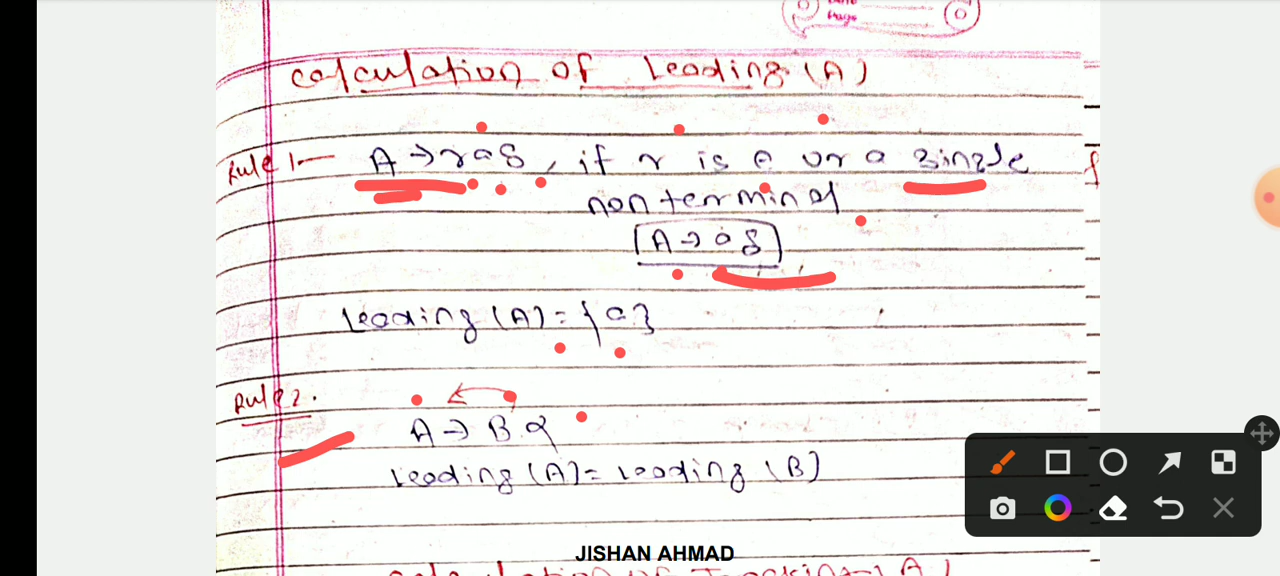 Page
Calculation of Leading (A)
Rule 1— A → γaδ, if γ is e or a single
non terminal
A → aδ
Leading (A) = {a}
Rule 2.
A → B α
Leading (A) = Leading (B)
JISHAN AHMAD